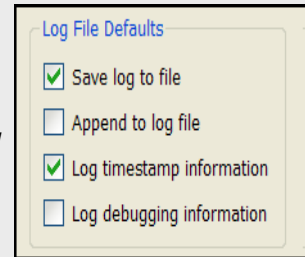 Log File Defaults
Save log to file
Append to log file
Log timestamp information
Log debugging information